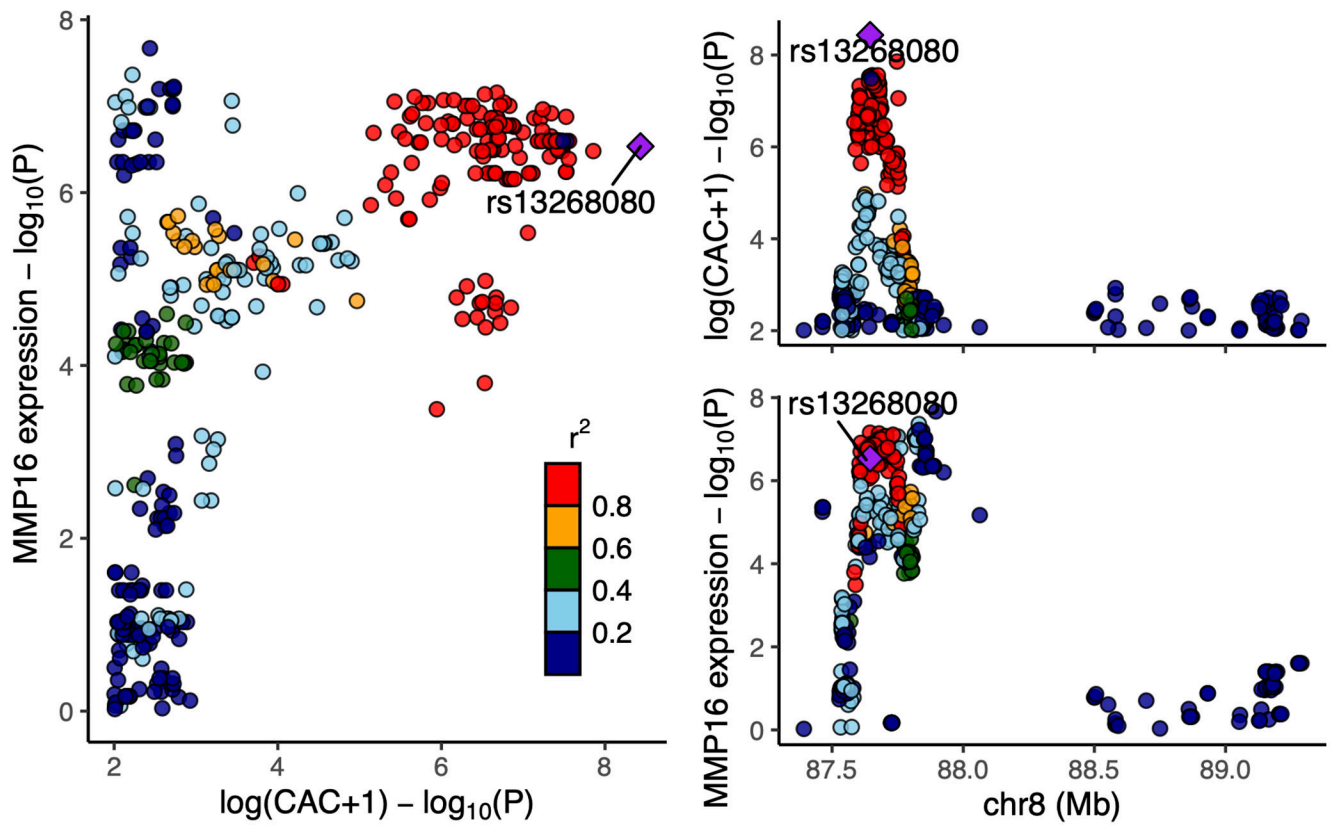 MMP16 expression – log₁₀(P)
8
6
4
2
0
2
4
6
8
log(CAC+1) – log₁₀(P)
rs13268080
r²
0.8
0.6
0.4
0.2
log(CAC+1) – log₁₀(P)
8
6
4
2
rs13268080
MMP16 expression – log₁₀(P)
8
6
4
2
0
rs13268080
87.5
88.0
88.5
89.0
chr8 (Mb)